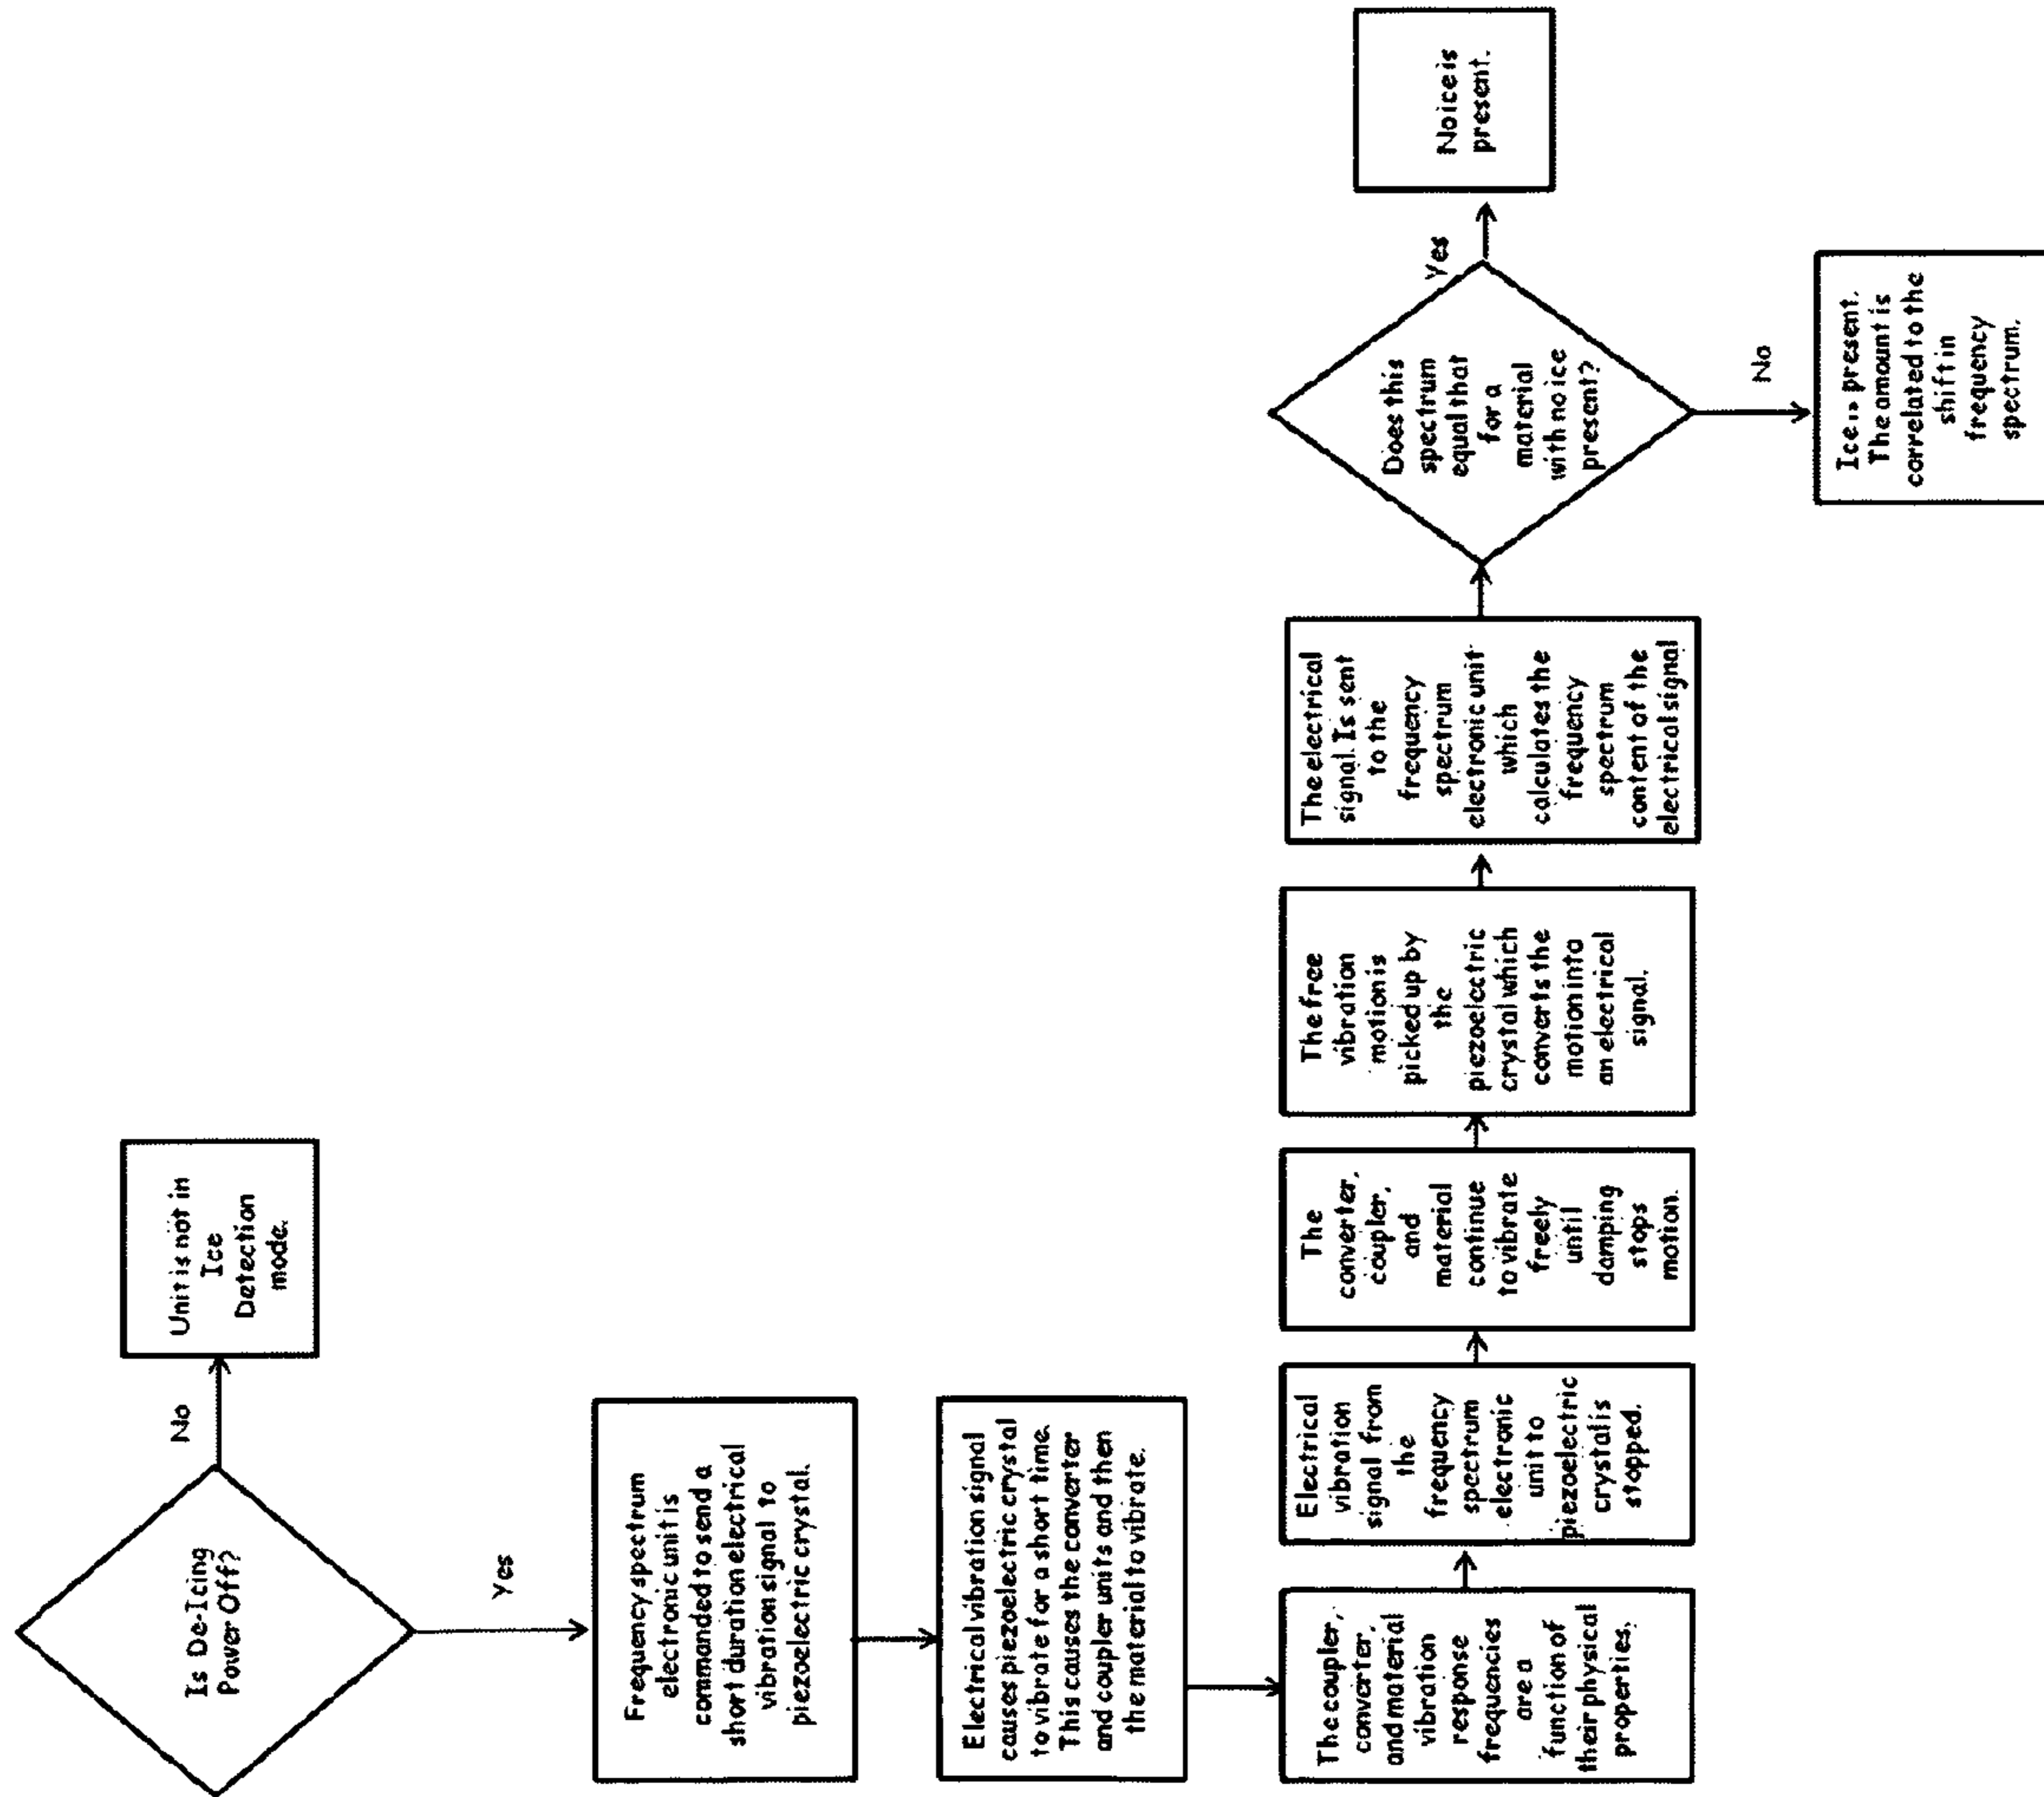 Is De-Icing
Power Off?
No
Unit is not in
Ice
Detection
mode.
Yes
Frequency spectrum
electronic unit is
commanded to send a
short duration electrical
vibration signal to
piezoelectric crystal.
Electrical vibration signal
causes piezoelectric crystal
to vibrate for a short time.
This causes the converter
and coupler units and then
the material to vibrate.
The coupler,
converter,
and material
vibration
response
frequencies
are a
function of
their physical
properties.
Electrical
vibration
signal from
the
frequency
spectrum
electronic
unit to
piezoelectric
crystal is
stopped.
The
converter,
coupler,
and
material
continue
to vibrate
freely
until
damping
stops
motion.
The free
vibration
motion is
picked up by
the
piezoelectric
crystal which
converts the
motion into
an electrical
signal.
The electrical
signal. Is sent
to the
frequency
spectrum
electronic unit
which
calculates the
frequency
spectrum
content of the
electrical signal
Does this
spectrum
equal that
for a
material
with no ice
present?
Yes
No ice is
present.
No
Ice is present.
The amount is
correlated to the
shift in
frequency
spectrum.